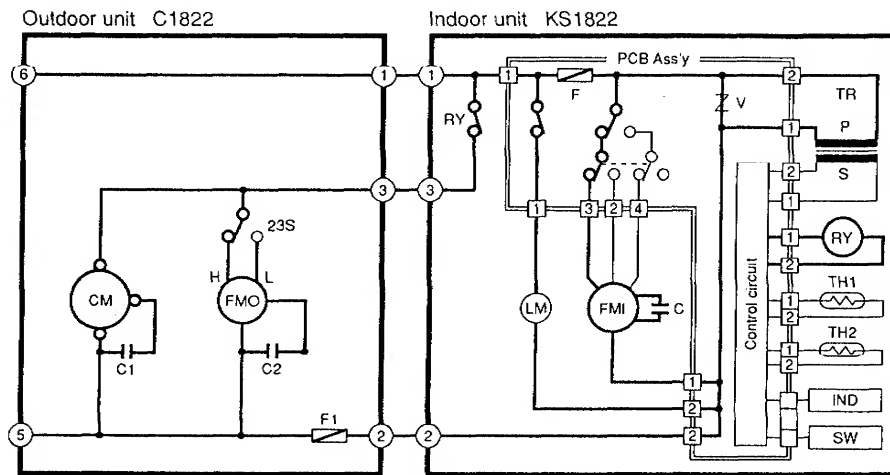 Outdoor unit C1822
Indoor unit KS1822
PCB Ass'y
6
1
1
1
2
F
TR
V
RY
1
P
S
2
1
3
3
23S
H
L
1
3
2
4
1
RY
2
CM
FMO
LM
FMI
C
Control circuit
TH1
1
2
TH2
1
2
C1
C2
1
2
IND
F1
5
2
2
2
SW